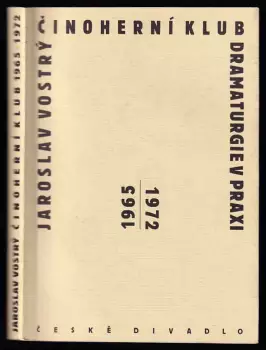 JAROSLAV VOSTRÝ ČINOHERNÍ KLUB 1965 1972
JAROSLAV VOSTRÝ
ČINOHERNÍ KLUB
DRAMATURGIE V PRAXI
1965
1972
ČESKÉ DIVADLO